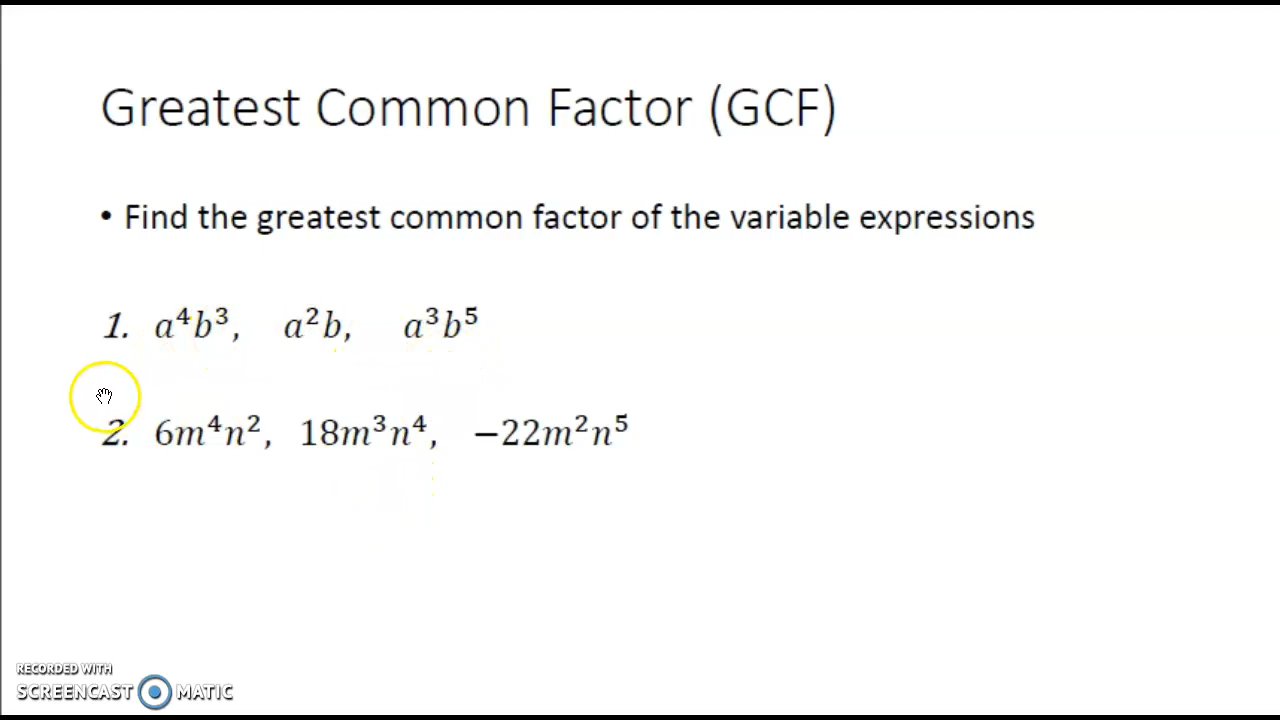 Greatest Common Factor (GCF)
• Find the greatest common factor of the variable expressions
1. a⁴b³, a²b, a³b⁵
2. 6m⁴n², 18m³n⁴, −22m²n⁵
RECORDED WITH
SCREENCAST MATIC